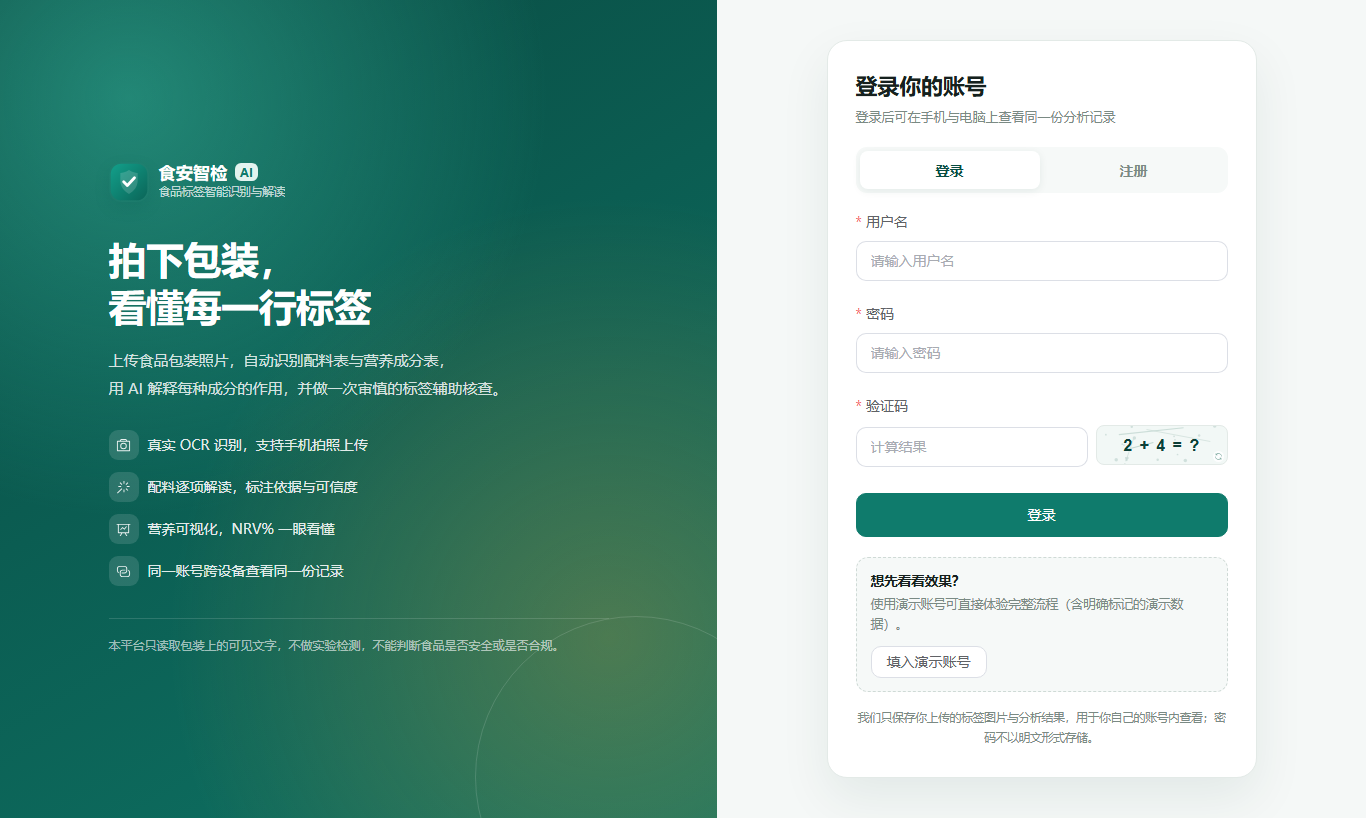 食安智检 AI
食品标签智能识别与解读
拍下包装，
看懂每一行标签
上传食品包装照片，自动识别配料表与营养成分表，
用 AI 解释每种成分的作用，并做一次审慎的标签辅助核查。
真实 OCR 识别，支持手机拍照上传
配料逐项解读，标注依据与可信度
营养可视化，NRV% 一眼看懂
同一账号跨设备查看同一份记录
本平台只读取包装上的可见文字，不做实验检测，不能判断食品是否安全或是否合规。
登录你的账号
登录后可在手机与电脑上查看同一份分析记录
登录 注册
* 用户名
请输入用户名
* 密码
请输入密码
* 验证码
计算结果 2 + 4 = ?
登录
想先看看效果？
使用演示账号可直接体验完整流程（含明确标记的演示数
据）。
填入演示账号
我们只保存你上传的标签图片与分析结果，用于你自己的账号内查看；密
码不以明文形式存储。